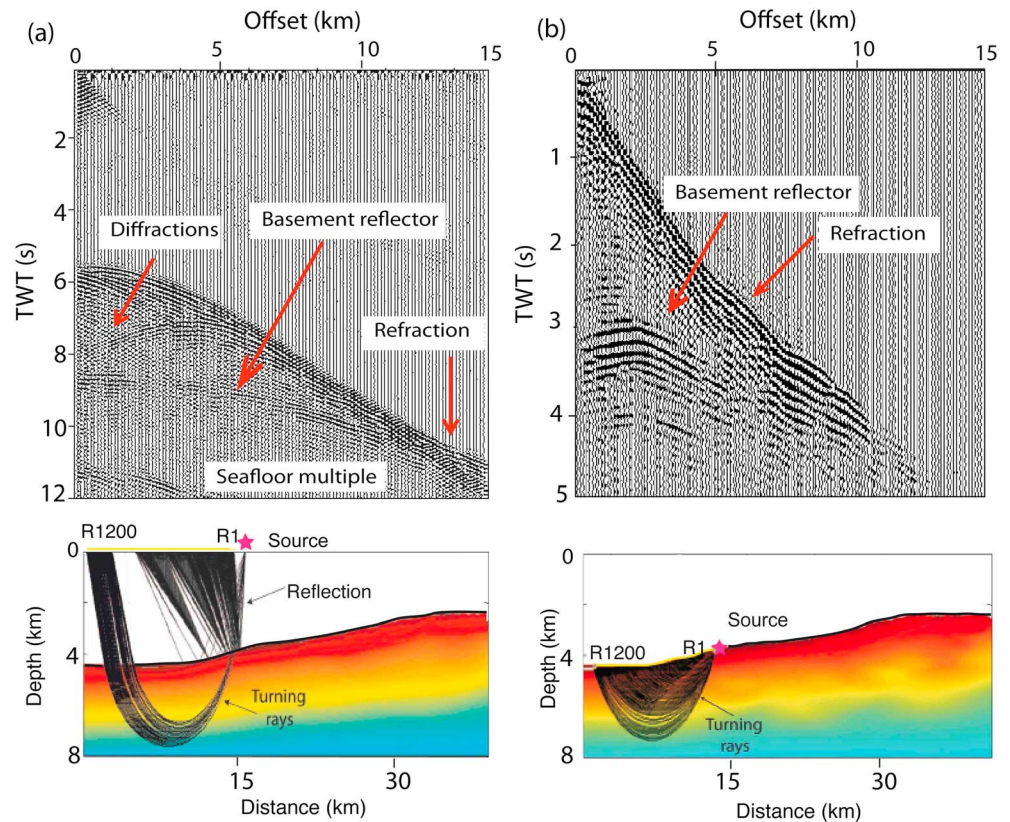 (a)
Offset (km)
0 5 10 15
TWT (s)
2
4
6
8
10
12
Diffractions
Basement reflector
Refraction
Seafloor multiple
(b)
Offset (km)
0 5 10 15
TWT (s)
1
2
3
4
5
Basement reflector
Refraction
R1200
R1
Source
Reflection
Turning
rays
Depth (km)
0
4
8
15 30
Distance (km)
R1200
R1
Source
Turning
rays
Depth (km)
0
4
8
15 30
Distance (km)